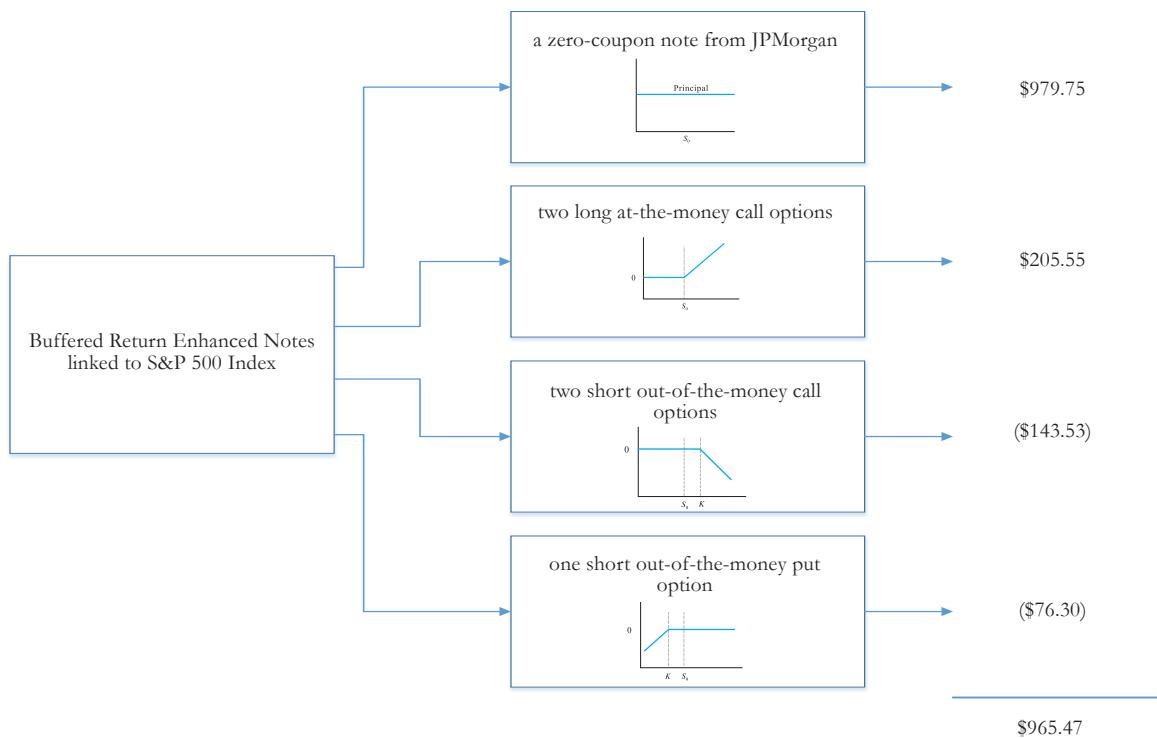 a zero-coupon note from JPMorgan
Principal
S₀
$979.75
two long at-the-money call options
0
S₀
$205.55
Buffered Return Enhanced Notes
linked to S&P 500 Index
two short out-of-the-money call
options
0
S₀ K
($143.53)
one short out-of-the-money put
option
0
K S₀
($76.30)
$965.47